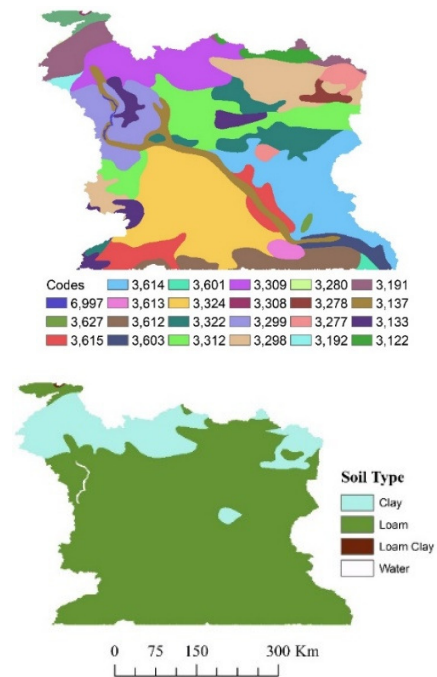 Codes 3,614 3,601 3,309 3,280 3,191
6,997 3,613 3,324 3,308 3,278 3,137
3,627 3,612 3,322 3,299 3,277 3,133
3,615 3,603 3,312 3,298 3,192 3,122
Soil Type
Clay
Loam
Loam Clay
Water
0 75 150 300 Km